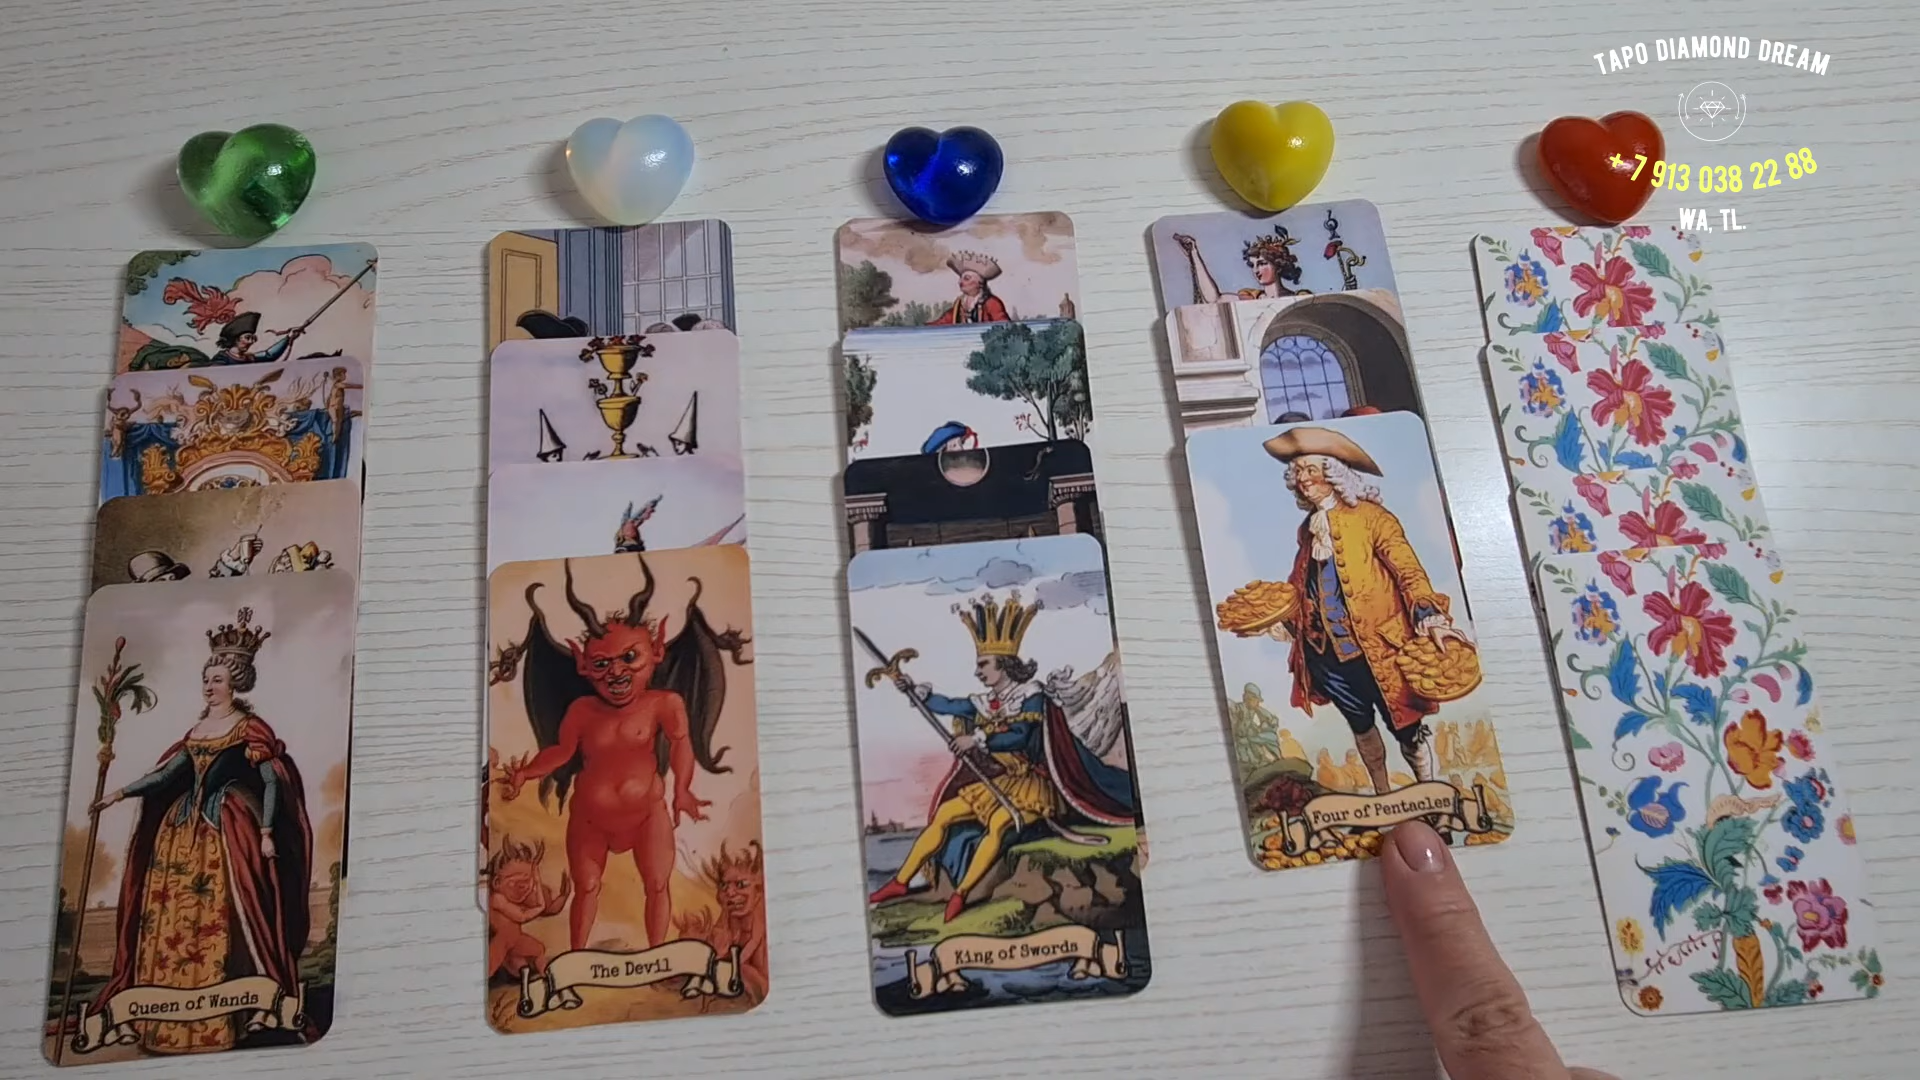 TAPO DIAMOND DREAM
+ 7 913 038 22 88
WA, TL.
Four of Pentacles
King of Swords
The Devil
Queen of Wands